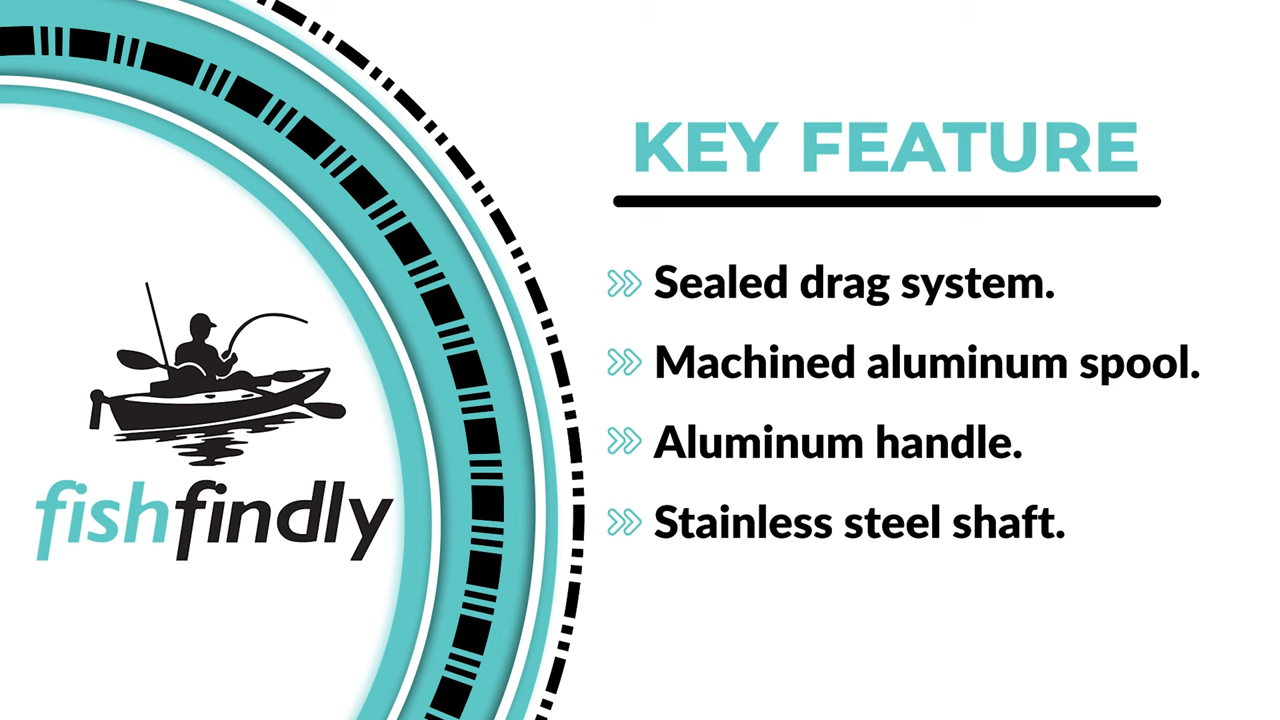 KEY FEATURE
Sealed drag system.
Machined aluminum spool.
Aluminum handle.
Stainless steel shaft.
fishfindly